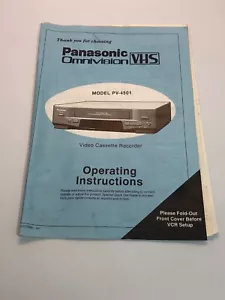 Thank you for choosing
Panasonic
Omnivision VHS
MODEL PV-4501
Video Cassette Recorder
Operating
Instructions
Please Fold-Out
Front Cover Before
VCR Setup